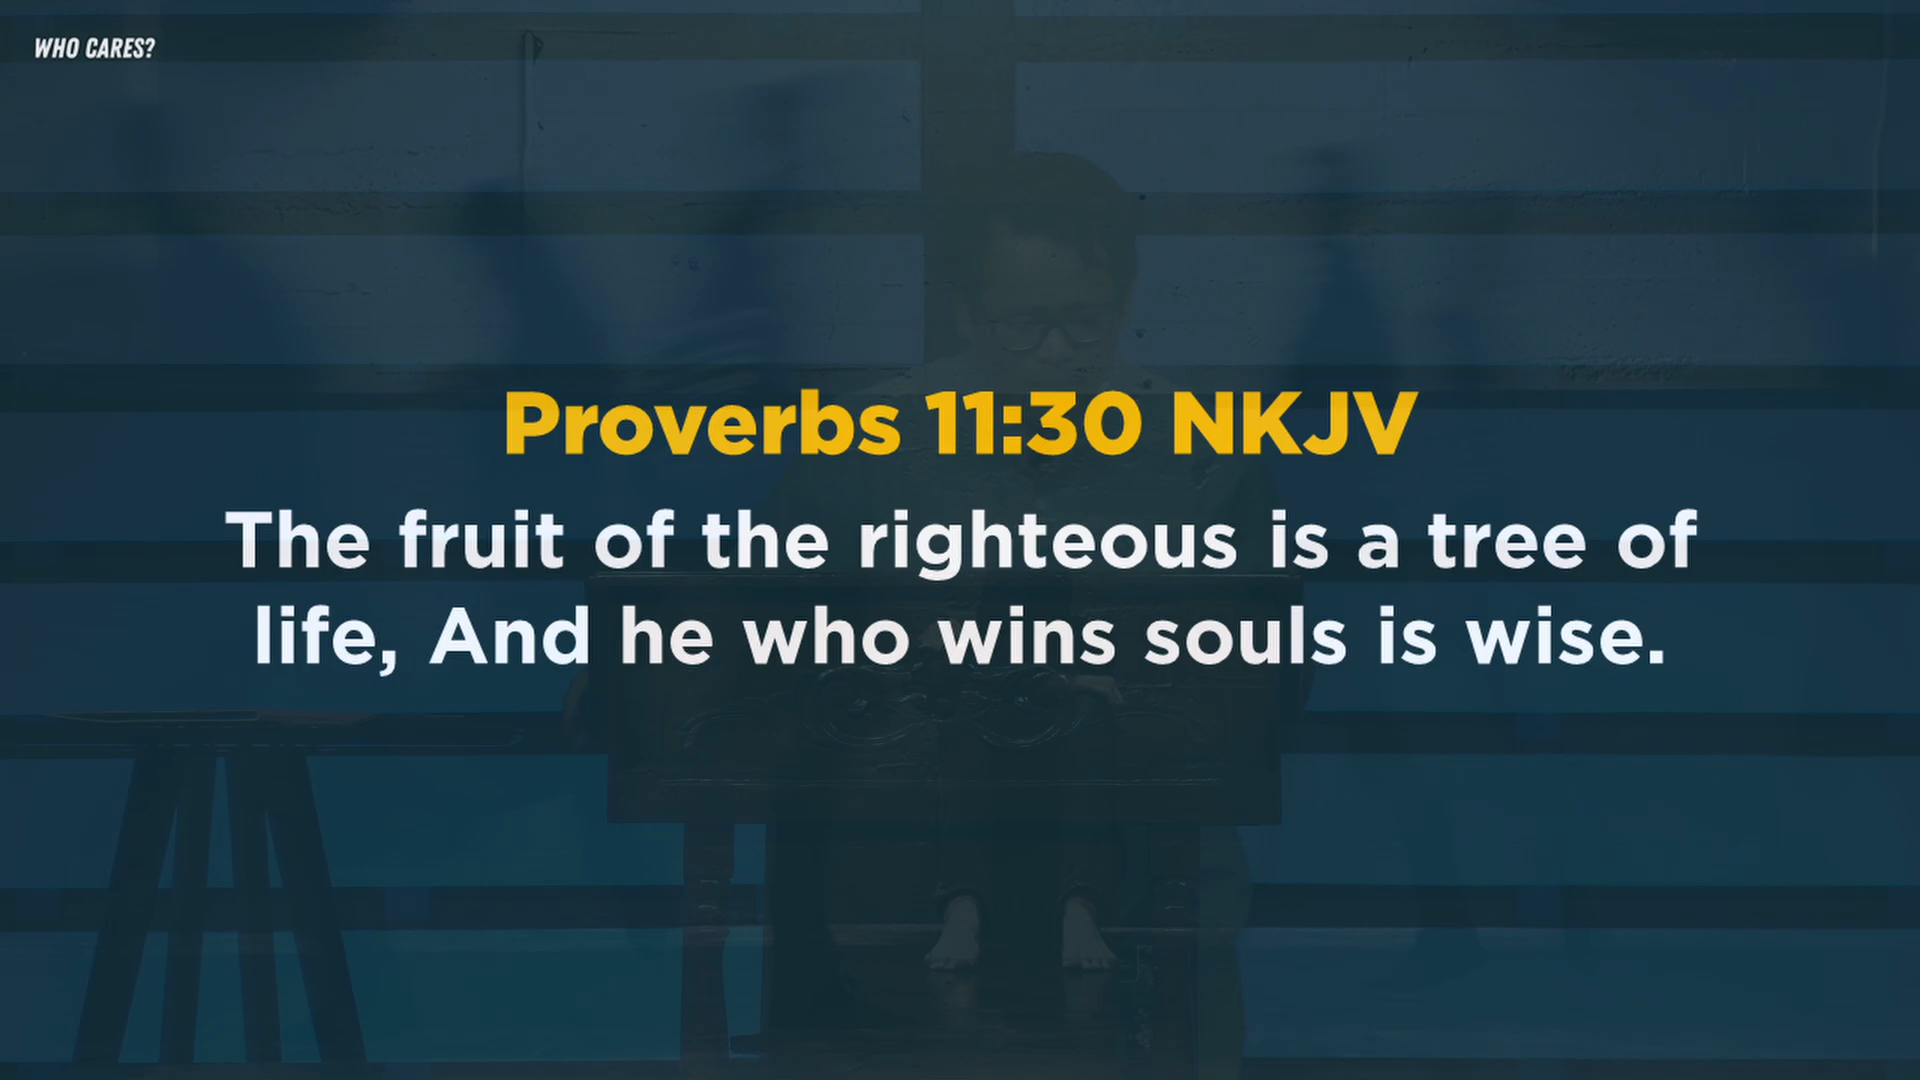 WHO CARES?
Proverbs 11:30 NKJV
The fruit of the righteous is a tree of
life, And he who wins souls is wise.